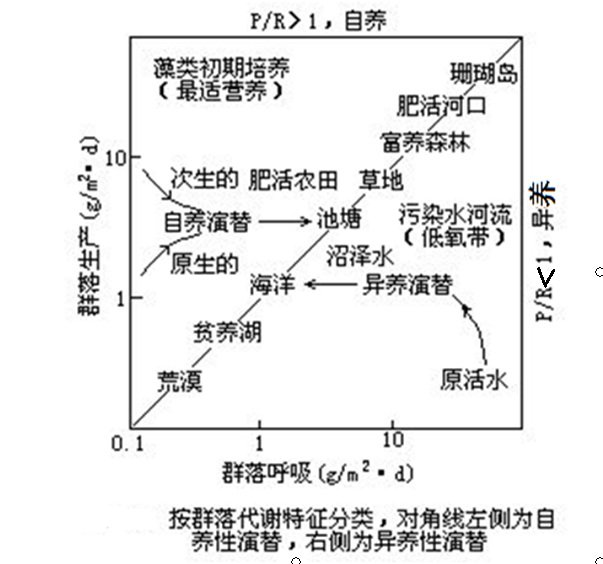 P/R>1，自养
藻类初期培养
（最适营养）
珊瑚岛
肥活河口
富养森林
10
次生的
肥活农田
草地
自养演替
池塘
污染水河流
（低氧带）
原生的
沼泽水
1
海洋
异养演替
贫养湖
荒漠
原活水
0.1
1
10
群落生产(g/m²▪d)
P/R<1，异养
群落呼吸(g/m²▪d)
按群落代谢特征分类，对角线左侧为自
养性演替，右侧为异养性演替